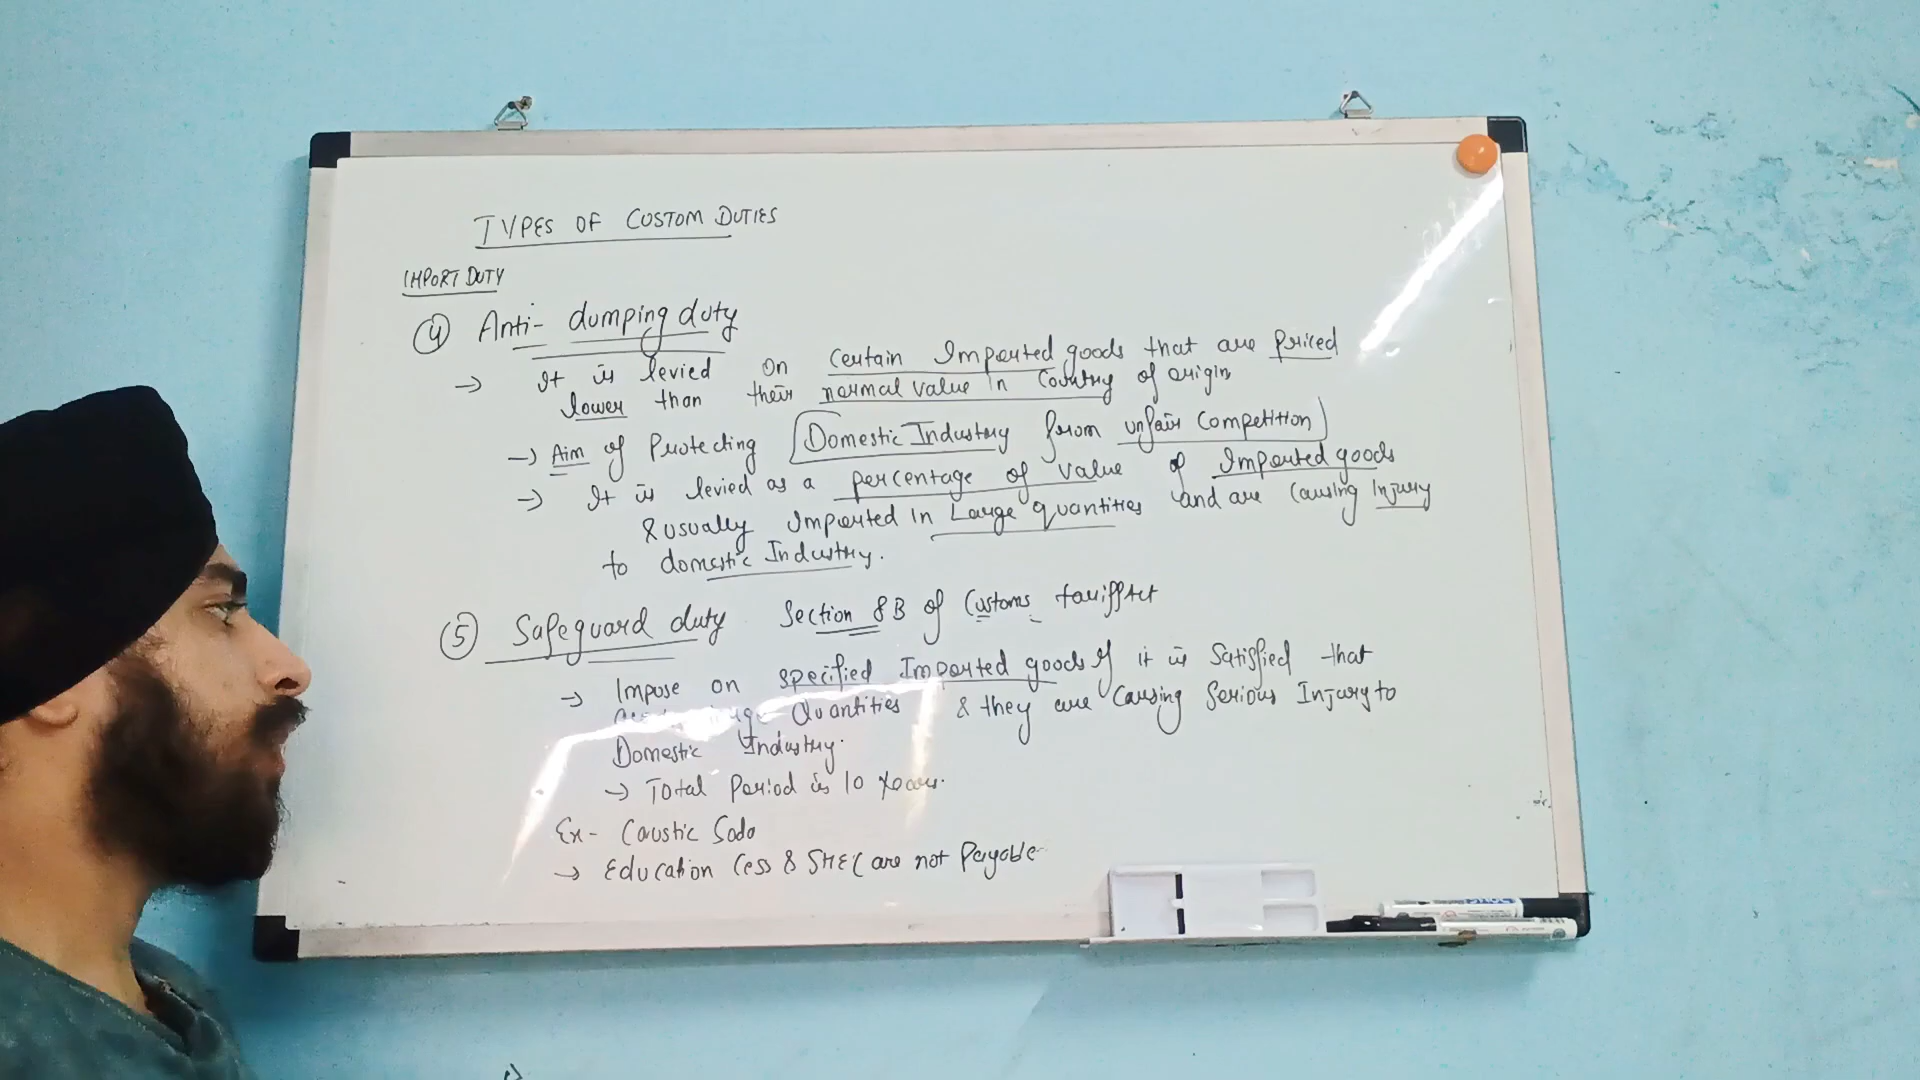 TYPES OF CUSTOM DUTIES
IMPORT DUTY
④ Anti- dumping duty
→ It is levied on Certain Imported goods that are Priced
lower than their normal value in Country of origin
→ Aim of Protecting Domestic Industry from unfair Competition
→ It is levied as a percentage of value of Imported goods
& usually Imported in Large quantities and are Causing Injury
to domestic Industry.
⑤ Safeguard duty Section 8B of Customs tariff Act
→ Impose on specified Imported goods if it is Satisfied that
Quantities & they are Causing Serious Injury to
Domestic Industry.
→ Total Period is 10 Years.
Ex- Caustic Soda
→ Education Cess & SHEC are not Payable